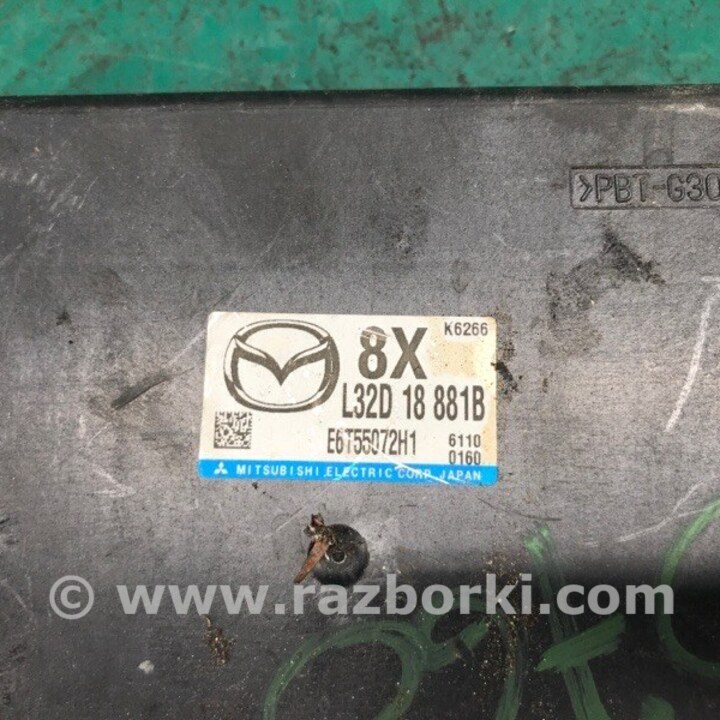 >PBT-G30
K6266
8X
L32D 18 881B
E6T55072H1
6110
0160
MITSUBISHI ELECTRIC CORP. JAPAN
© www.razborki.com